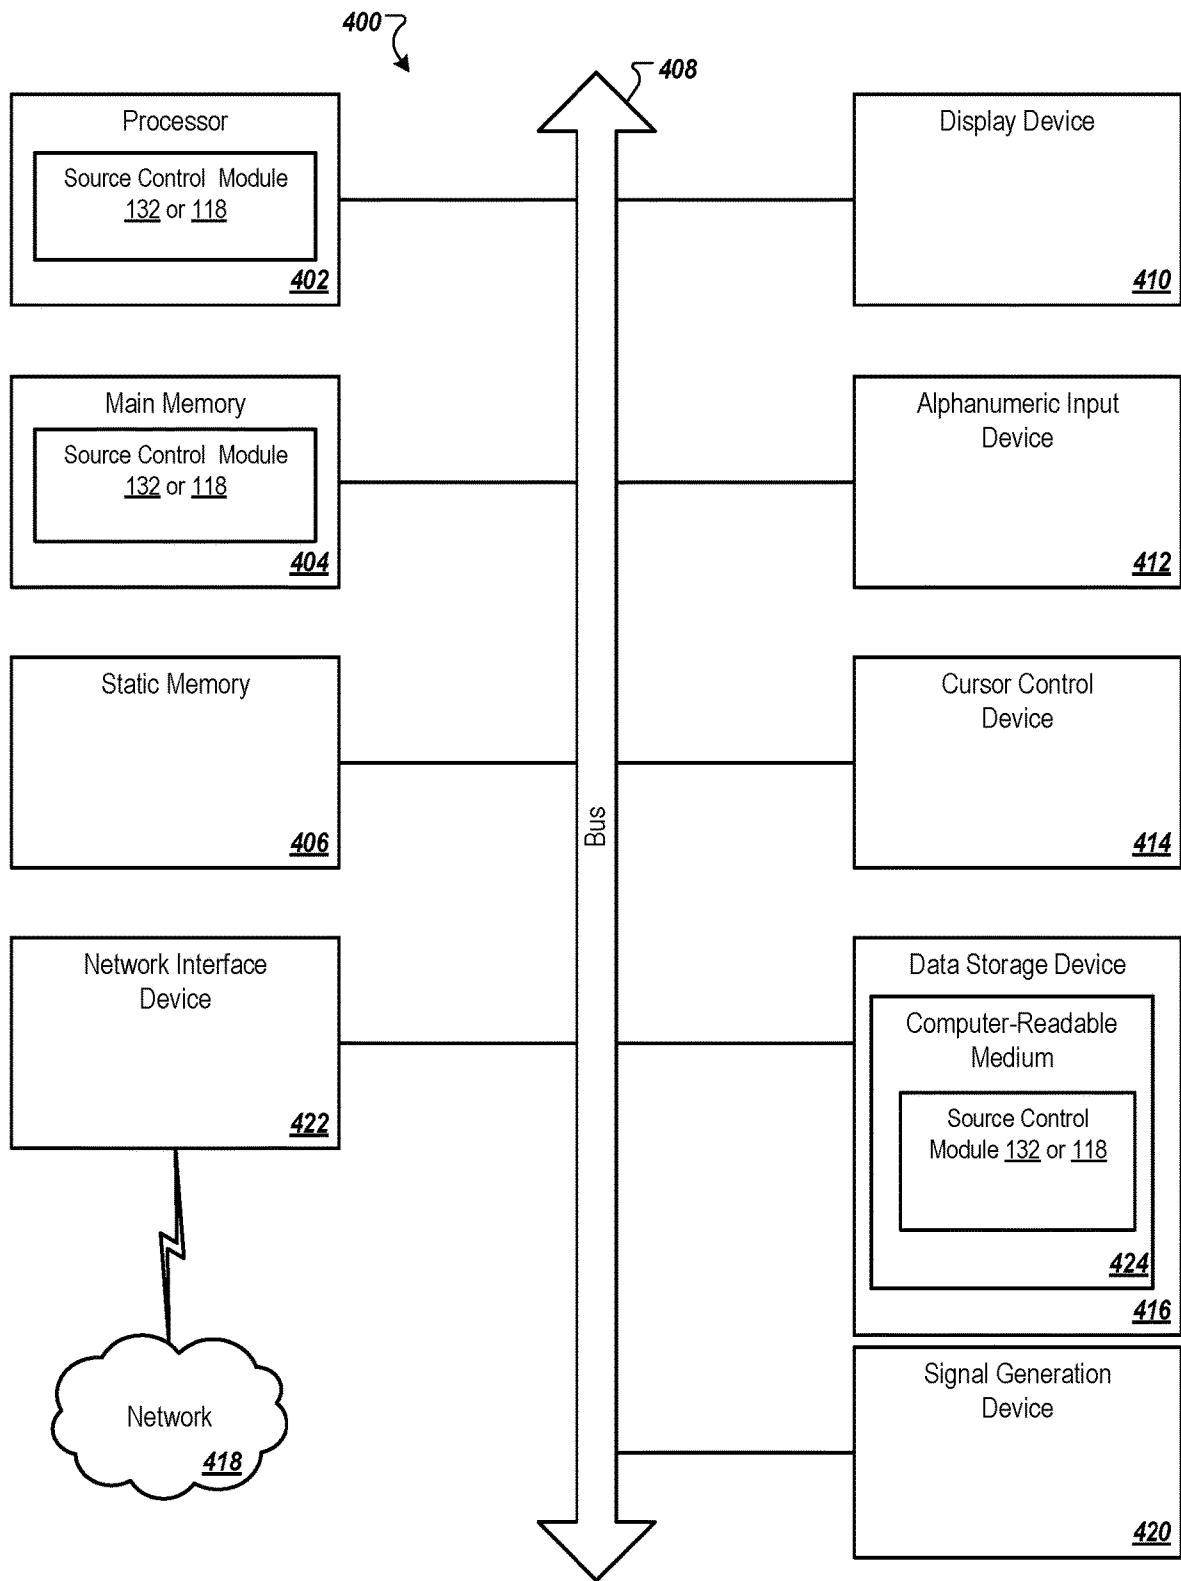 400
408
Processor
Source Control Module
132 or 118
402
Display Device
410
Main Memory
Source Control Module
132 or 118
404
Alphanumeric Input
Device
412
Static Memory
406
Cursor Control
Device
414
Bus
Network Interface
Device
422
Data Storage Device
Computer-Readable
Medium
Source Control
Module 132 or 118
424
416
Network
418
Signal Generation
Device
420